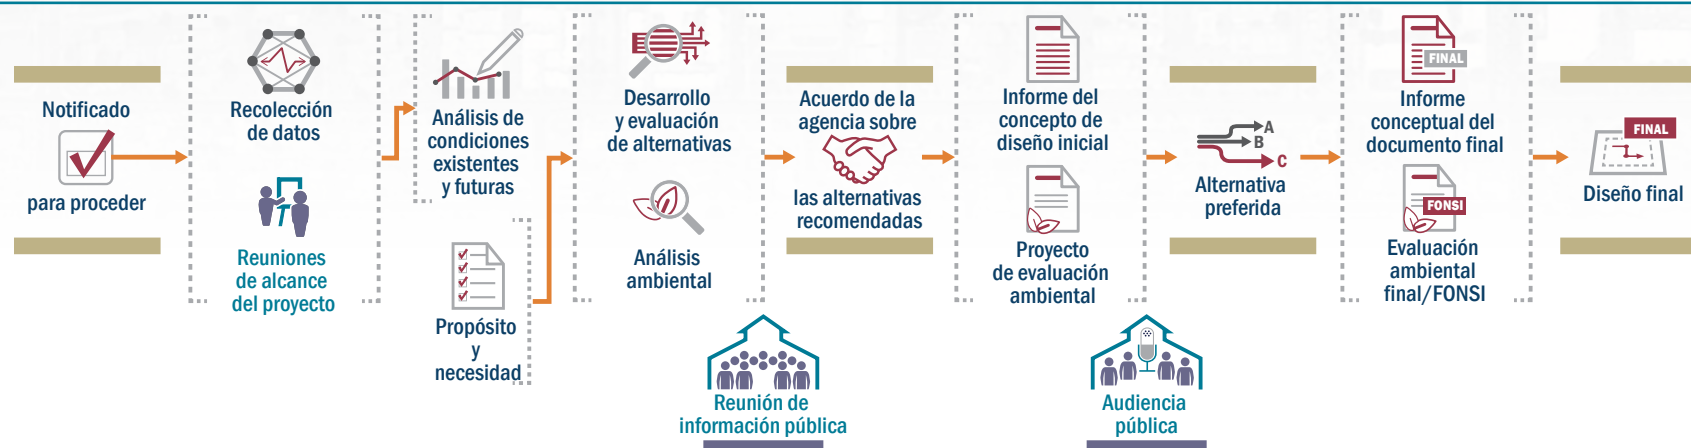 Notificado
para proceder
Recolección
de datos
Reuniones
de alcance
del proyecto
Análisis de
condiciones
existentes
y futuras
Propósito
y
necesidad
Desarrollo
y evaluación
de alternativas
Análisis
ambiental
Reunión de
información pública
Acuerdo de la
agencia sobre
las alternativas
recomendadas
Informe del
concepto de
diseño inicial
Proyecto
de evaluación
ambiental
Audiencia
pública
A
B
C
Alternativa
preferida
FINAL
Informe
conceptual del
documento final
FONSI
Evaluación
ambiental
final/FONSI
FINAL
Diseño final